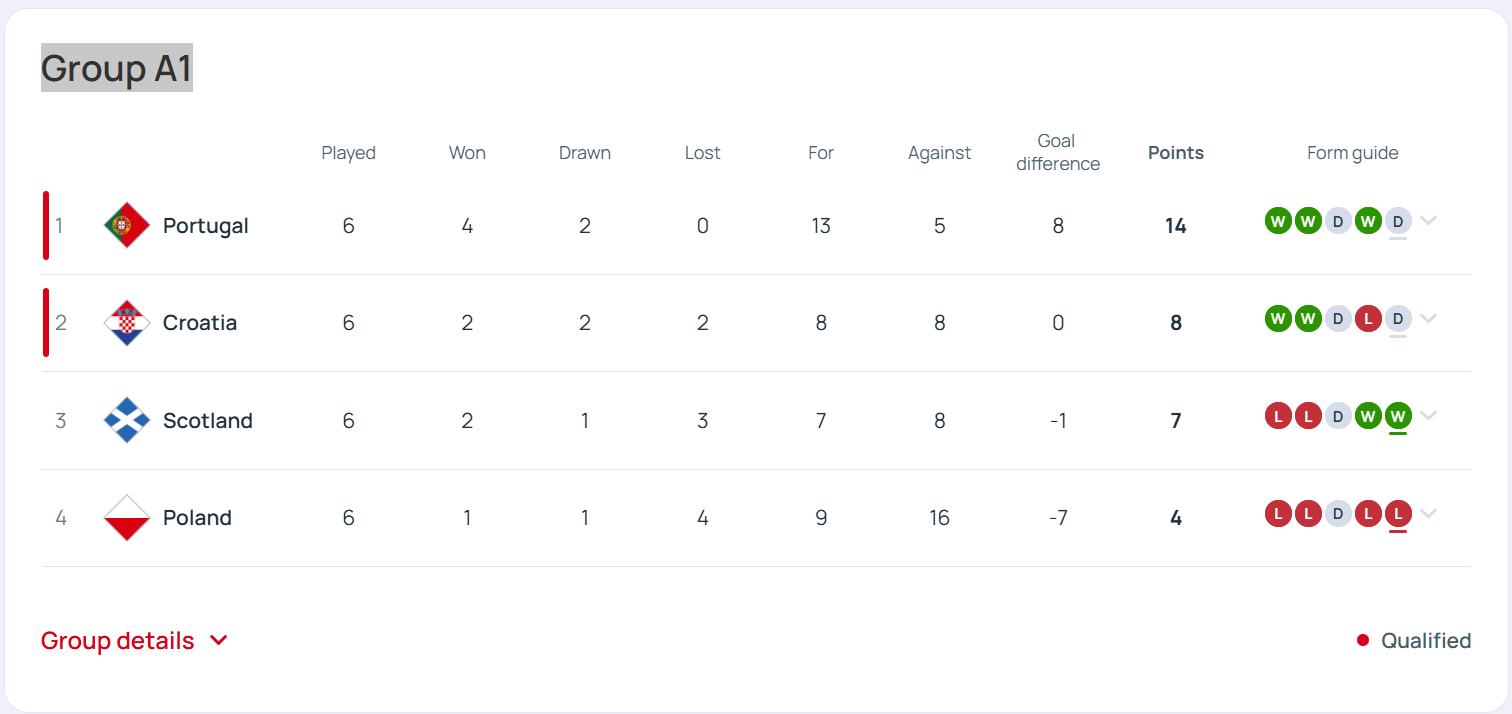 Group A1
Played Won Drawn Lost For Against Goal difference Points Form guide
1 Portugal 6 4 2 0 13 5 8 14 W W D W D
2 Croatia 6 2 2 2 8 8 0 8 W W D L D
3 Scotland 6 2 1 3 7 8 -1 7 L L D W W
4 Poland 6 1 1 4 9 16 -7 4 L L D L L
Group details Qualified